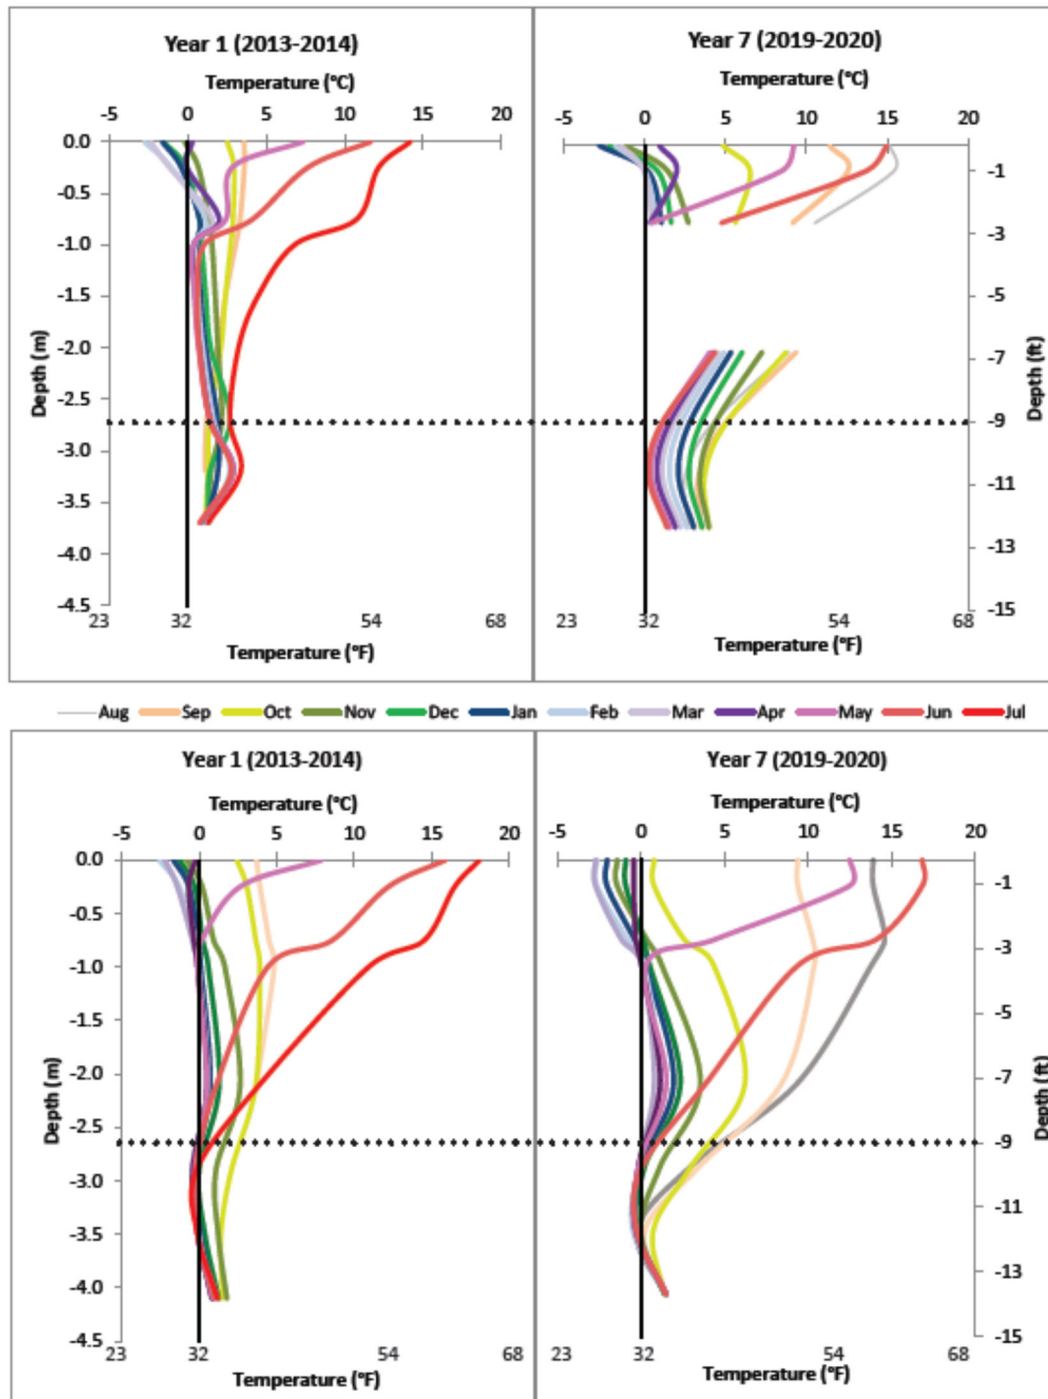 Year 1 (2013-2014)
Temperature (°C)
-5 0 5 10 15 20
0.0
-0.5
-1.0
-1.5
-2.0
-2.5
-3.0
-3.5
-4.0
-4.5
Depth (m)
23 32 54 68
Temperature (°F)
Year 7 (2019-2020)
Temperature (°C)
-5 0 5 10 15 20
-1
-3
-5
-7
-9
-11
-13
-15
Depth (ft)
23 32 54 68
Temperature (°F)
Aug Sep Oct Nov Dec Jan Feb Mar Apr May Jun Jul
Year 1 (2013-2014)
Temperature (°C)
-5 0 5 10 15 20
0.0
-0.5
-1.0
-1.5
-2.0
-2.5
-3.0
-3.5
-4.0
-4.5
Depth (m)
23 32 54 68
Temperature (°F)
Year 7 (2019-2020)
Temperature (°C)
-5 0 5 10 15 20
-1
-3
-5
-7
-9
-11
-13
-15
Depth (ft)
23 32 54 68
Temperature (°F)